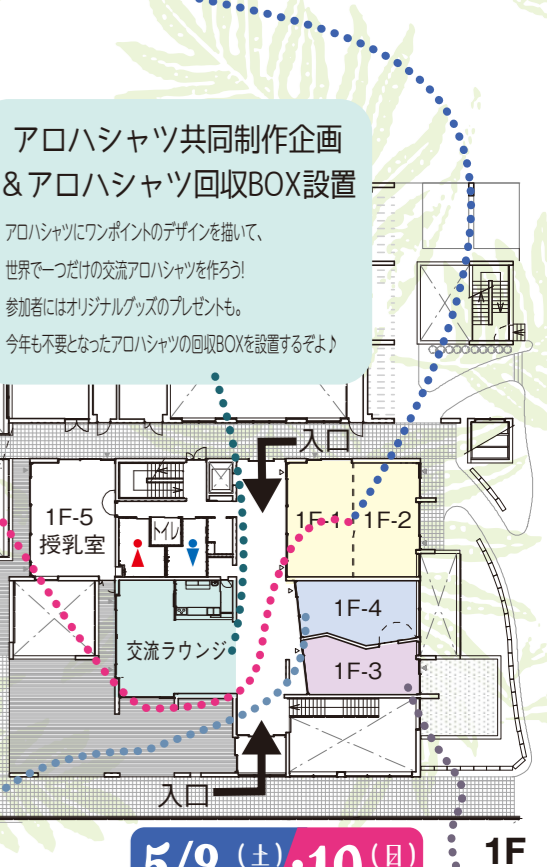 アロハシャツ共同制作企画
&アロハシャツ回収BOX設置
アロハシャツにワンポイントのデザインを描いて、
世界で一つだけの交流アロハシャツを作ろう!
参加者にはオリジナルグッズのプレゼントも。
今年も不要となったアロハシャツの回収BOXを設置するぞよ♪
入口
1F-5
授乳室
トイレ
1F-1
1F-2
1F-4
交流ラウンジ
1F-3
入口
5/9(土)・10(日)
1F